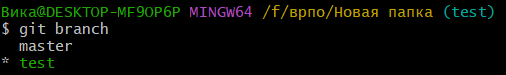 Вика@DESKTOP-MF9OP6P MINGW64 /f/врпо/Новая папка (test)
$ git branch
  master
* test